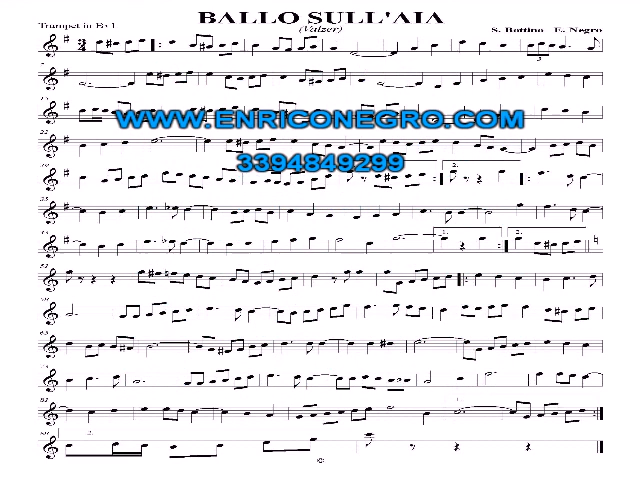 BALLO SULL'AIA
(Valzer)
Trumpet in B♭ 1
S. Bottino E. Negro
WWW.ENRICONEGRO.COM
3394849299
©